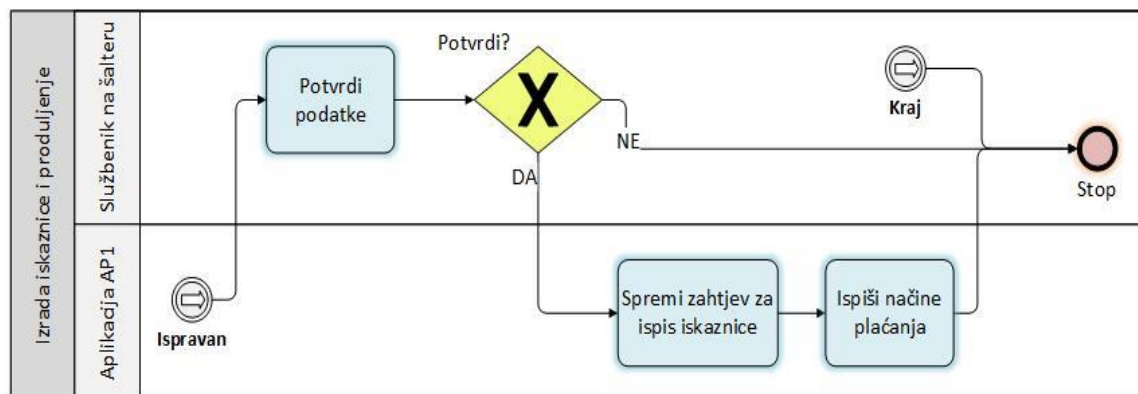 Izrada iskaznice i produljenje
Službenik na šalteru
Potvrdi
podatke
Potvrdi?
NE
DA
Kraj
Stop
Aplikadja AP1
Ispravan
Spremi zahtjev za
ispis iskaznice
Ispiši načine
plaćanja